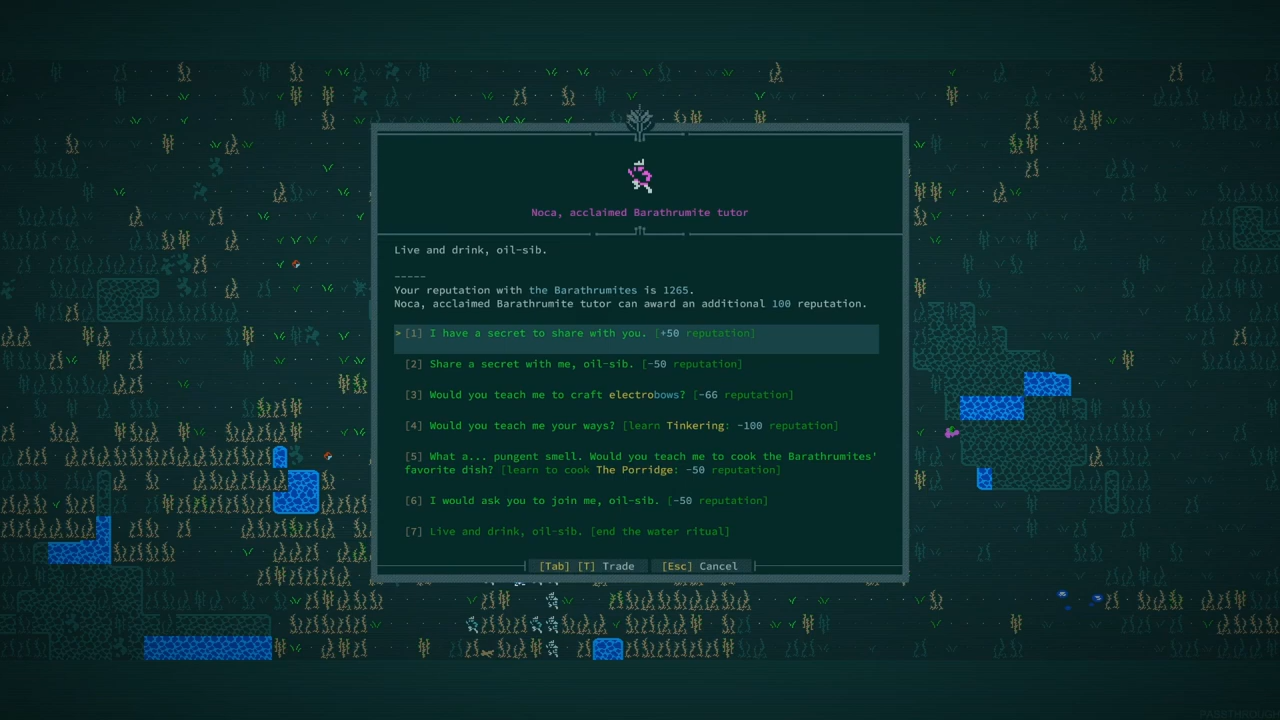 Noca, acclaimed Barathrumite tutor
Live and drink, oil-sib.
-----
Your reputation with the Barathrumites is 1265.
Noca, acclaimed Barathrumite tutor can award an additional 100 reputation.
> [1] I have a secret to share with you. [+50 reputation]
[2] Share a secret with me, oil-sib. [-50 reputation]
[3] Would you teach me to craft electrobows? [-66 reputation]
[4] Would you teach me your ways? [learn Tinkering: -100 reputation]
[5] What a... pungent smell. Would you teach me to cook the Barathrumites'
favorite dish? [learn to cook The Porridge: -50 reputation]
[6] I would ask you to join me, oil-sib. [-50 reputation]
[7] Live and drink, oil-sib. [end the water ritual]
[Tab] [T] Trade [Esc] Cancel